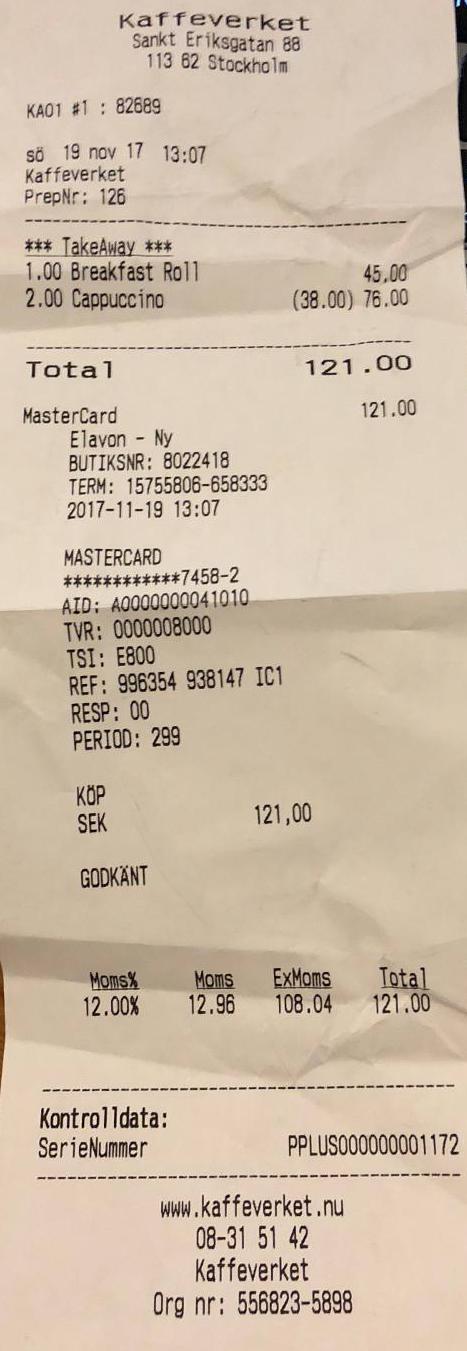 Kaffeverket
Sankt Eriksgatan 88
113 62 Stockholm
KA01 #1 : 82689
sö 19 nov 17 13:07
Kaffeverket
PrepNr: 126
*** TakeAway ***
1.00 Breakfast Roll 45.00
2.00 Cappuccino (38.00) 76.00
Total 121.00
MasterCard 121.00
Elavon - Ny
BUTIKSNR: 8022418
TERM: 15755806-658333
2017-11-19 13:07
MASTERCARD
************7458-2
AID: A0000000041010
TVR: 0000008000
TSI: E800
REF: 996354 938147 IC1
RESP: 00
PERIOD: 299
KÖP
SEK 121,00
GODKÄNT
Moms% Moms ExMoms Total
12.00% 12.96 108.04 121.00
Kontrolldata:
SerieNummer PPLUS000000001172
www.kaffeverket.nu
08-31 51 42
Kaffeverket
Org nr: 556823-5898